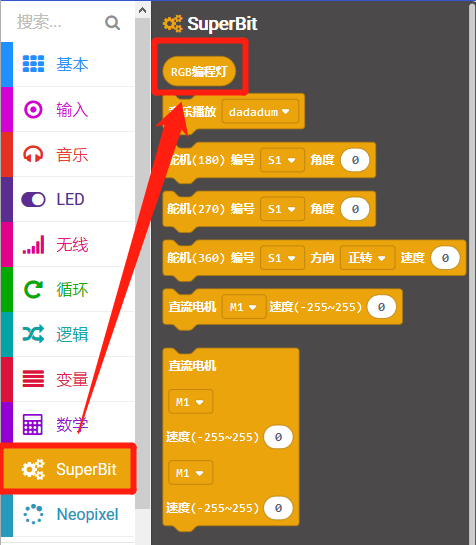 搜索...
基本
输入
音乐
LED
无线
循环
逻辑
变量
数学
SuperBit
Neopixel
SuperBit
RGB编程灯
乐播放 dadadum
舵机(180) 编号 S1 角度 0
舵机(270) 编号 S1 角度 0
舵机(360) 编号 S1 方向 正转 速度 0
直流电机 M1 速度(-255~255) 0
直流电机
M1
速度(-255~255) 0
M1
速度(-255~255) 0